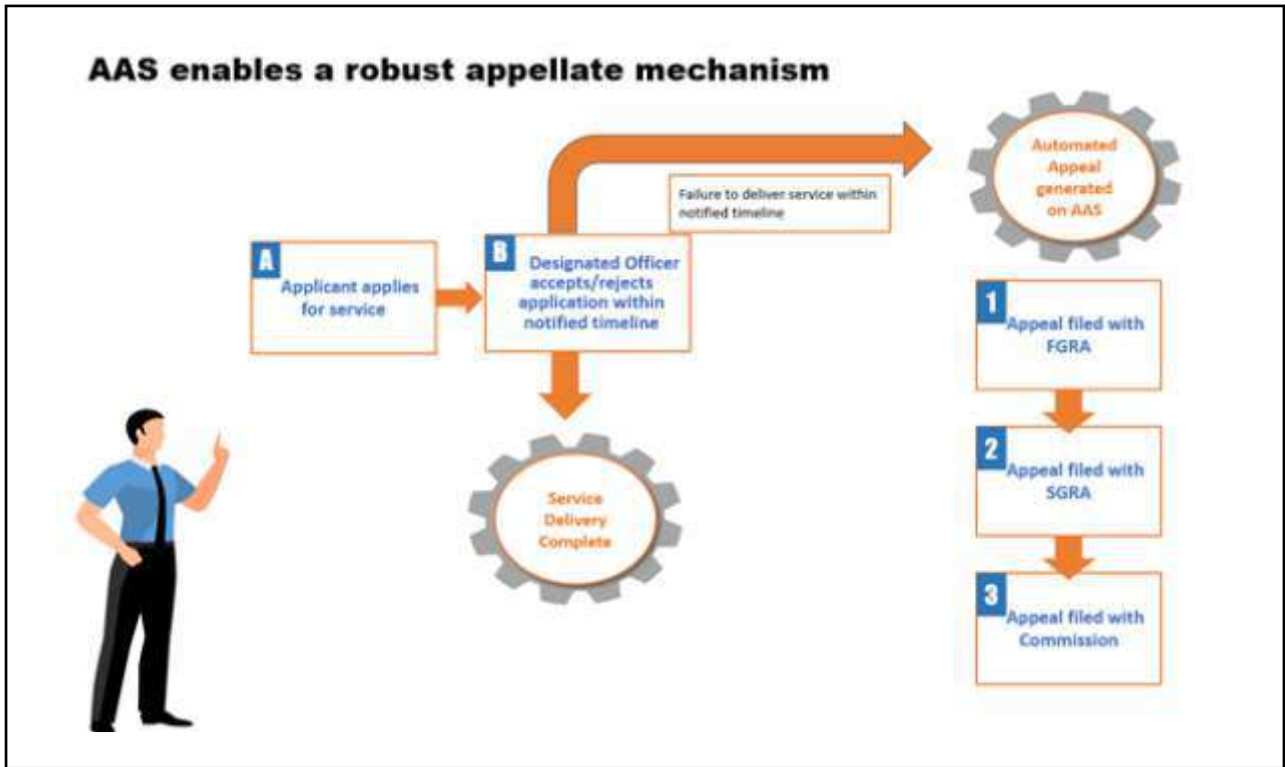 AAS enables a robust appellate mechanism
Automated
Appeal
generated
on AAS
Failure to deliver service within
notified timeline
A
Applicant applies
for service
B
Designated Officer
accepts/rejects
application within
notified timeline
1
Appeal filed with
FGRA
2
Appeal filed with
SGRA
Service
Delivery
Complete
3
Appeal filed with
Commission